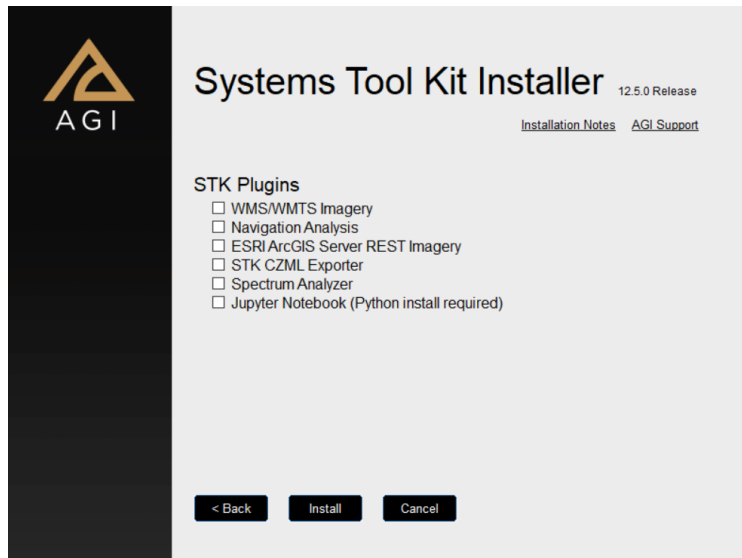 AGI
Systems Tool Kit Installer 12.5.0 Release
Installation Notes AGI Support
STK Plugins
WMS/WMTS Imagery
Navigation Analysis
ESRI ArcGIS Server REST Imagery
STK CZML Exporter
Spectrum Analyzer
Jupyter Notebook (Python install required)
< Back Install Cancel